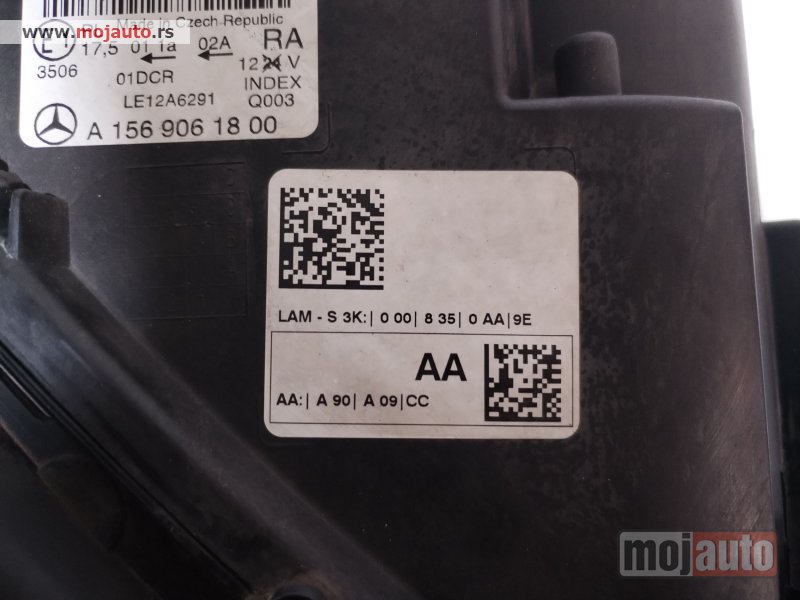 www.mojauto.rs
Made in Czech Republic
E1
17,5 01 1a 02A RA
3506 12 24 V
01DCR INDEX
LE12A6291 Q003
A 156 906 18 00
LAM - S 3K:| 0 00| 8 35| 0 AA|9E
AA
AA:| A 90| A 09|CC
mojauto